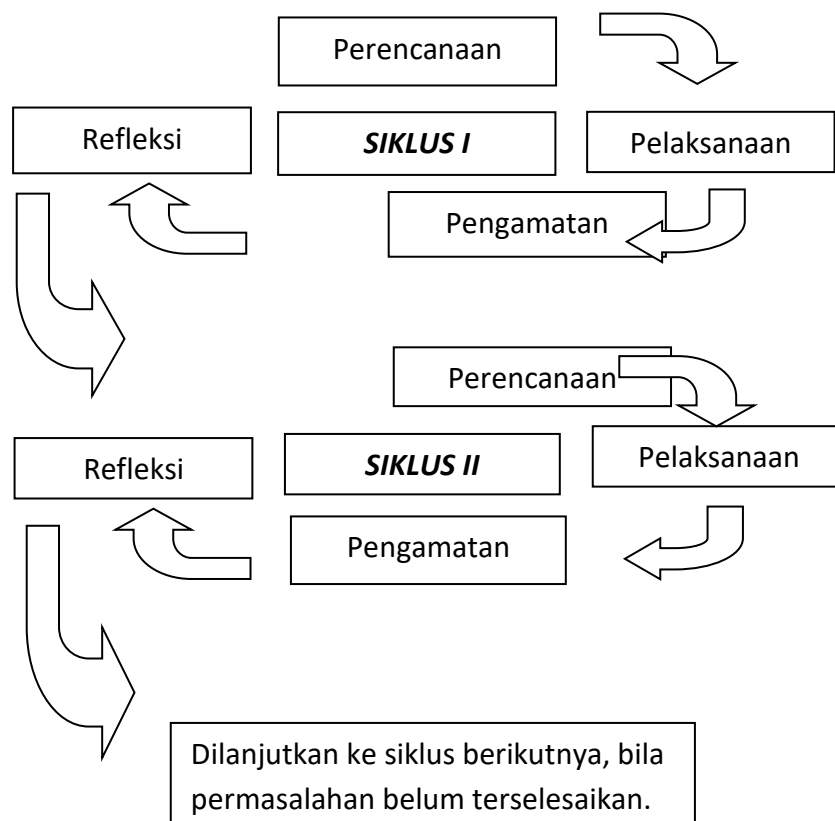 Perencanaan
Refleksi
SIKLUS I
Pelaksanaan
Pengamatan
Perencanaan
Refleksi
SIKLUS II
Pelaksanaan
Pengamatan
Dilanjutkan ke siklus berikutnya, bila
permasalahan belum terselesaikan.